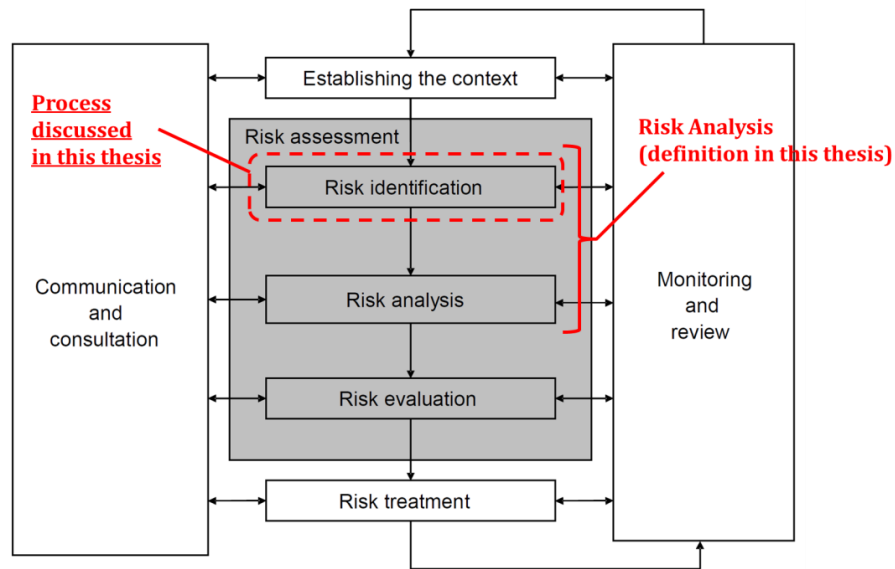 Establishing the context
Process
discussed
in this thesis
Risk assessment
Risk Analysis
(definition in this thesis)
Risk identification
Communication
and
consultation
Risk analysis
Monitoring
and
review
Risk evaluation
Risk treatment